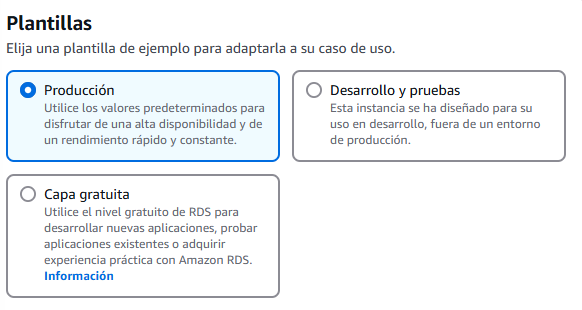 Plantillas
Elija una plantilla de ejemplo para adaptarla a su caso de uso.
Producción
Utilice los valores predeterminados para
disfrutar de una alta disponibilidad y de
un rendimiento rápido y constante.
Desarrollo y pruebas
Esta instancia se ha diseñado para su
uso en desarrollo, fuera de un entorno
de producción.
Capa gratuita
Utilice el nivel gratuito de RDS para
desarrollar nuevas aplicaciones, probar
aplicaciones existentes o adquirir
experiencia práctica con Amazon RDS.
Información